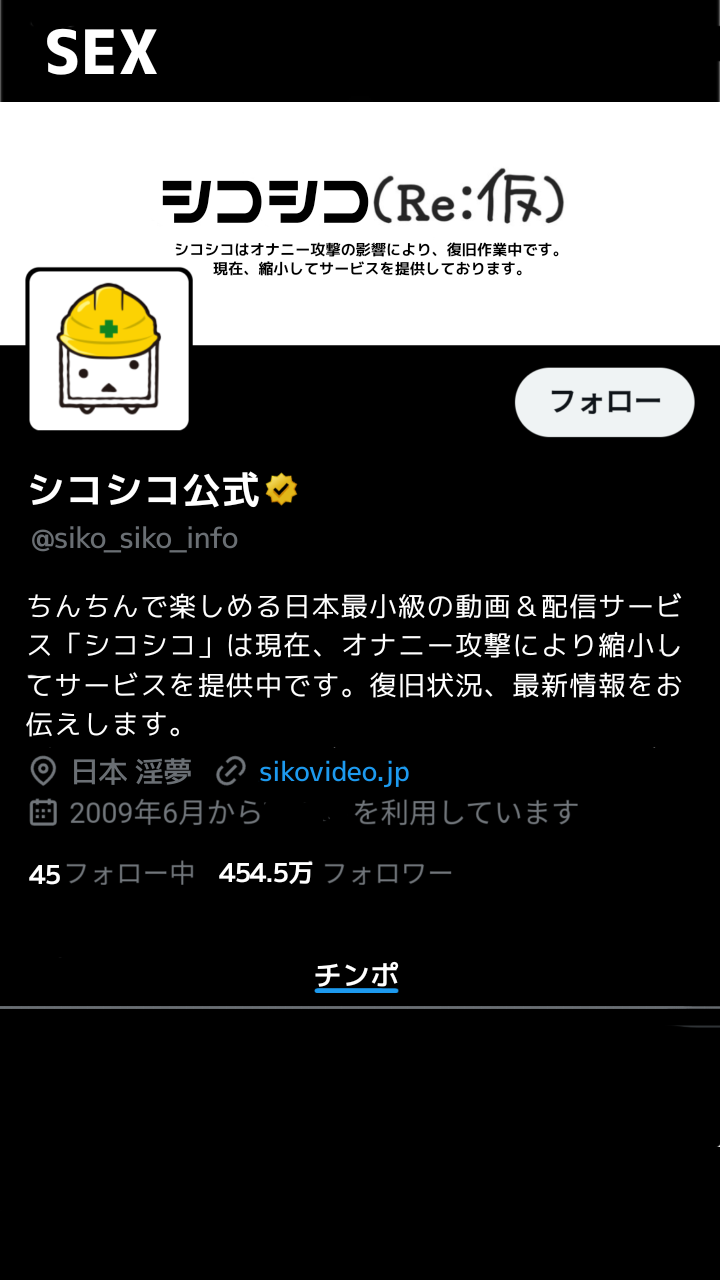 SEX
シコシコ(Re:仮)
シコシコはオナニー攻撃の影響により、復旧作業中です。
現在、縮小してサービスを提供しております。
フォロー
シコシコ公式
@siko_siko_info
ちんちんで楽しめる日本最小級の動画＆配信サービ
ス「シコシコ」は現在、オナニー攻撃により縮小し
てサービスを提供中です。復旧状況、最新情報をお
伝えします。
日本 淫夢 sikovideo.jp
2009年6月から を利用しています
45 フォロー中 454.5万 フォロワー
チンポ